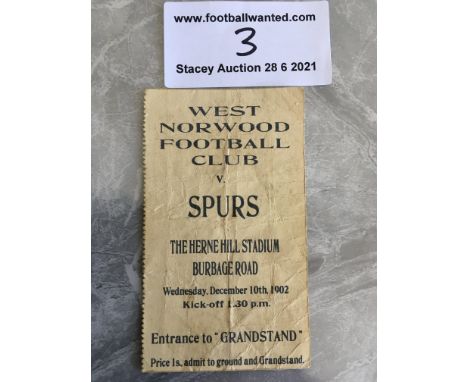 www.footballwanted.com
3
Stacey Auction 28 6 2021
WEST
NORWOOD
FOOTBALL
CLUB
V.
SPURS
THE HERNE HILL STADIUM
BURBAGE ROAD
Wednesday, December 10th, 1902
Kick-off 1.30 p.m.
Entrance to "GRANDSTAND"
Price 1s, admit to ground and Grandstand.